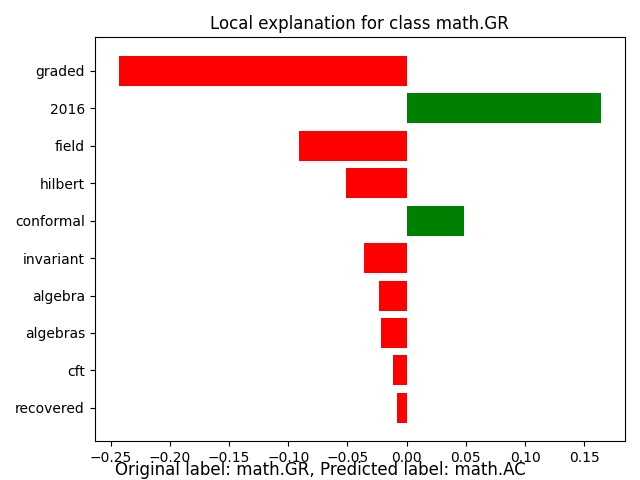 Local explanation for class math.GR
graded
2016
field
hilbert
conformal
invariant
algebra
algebras
cft
recovered
−0.25 −0.20 −0.15 −0.10 −0.05 0.00 0.05 0.10 0.15
Original label: math.GR, Predicted label: math.AC